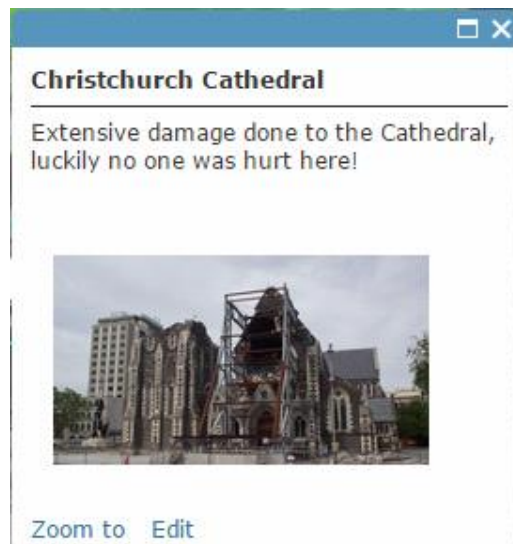 Christchurch Cathedral
Extensive damage done to the Cathedral,
luckily no one was hurt here!
Zoom to Edit